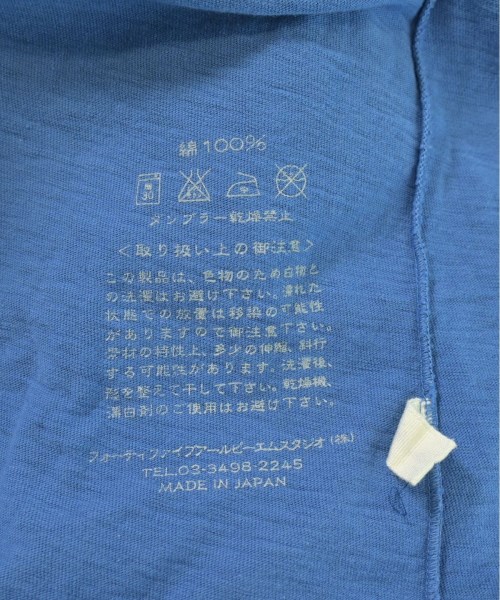 綿100%
弱
30
タンブラー乾燥禁止
<取り扱い上の御注意>
この製品は、色物のため白物と
の洗濯はお避け下さい。濡れた
状態での放置は移染の可能性
がありますので御注意下さい。
素材の特性上、多少の伸縮、斜行
する可能性があります。洗濯後、
形を整えて干して下さい。乾燥機、
漂白剤のご使用はお避け下さい。
フォーティファイブアールピーエムスタジオ(株)
TEL.03-3498-2245
MADE IN JAPAN